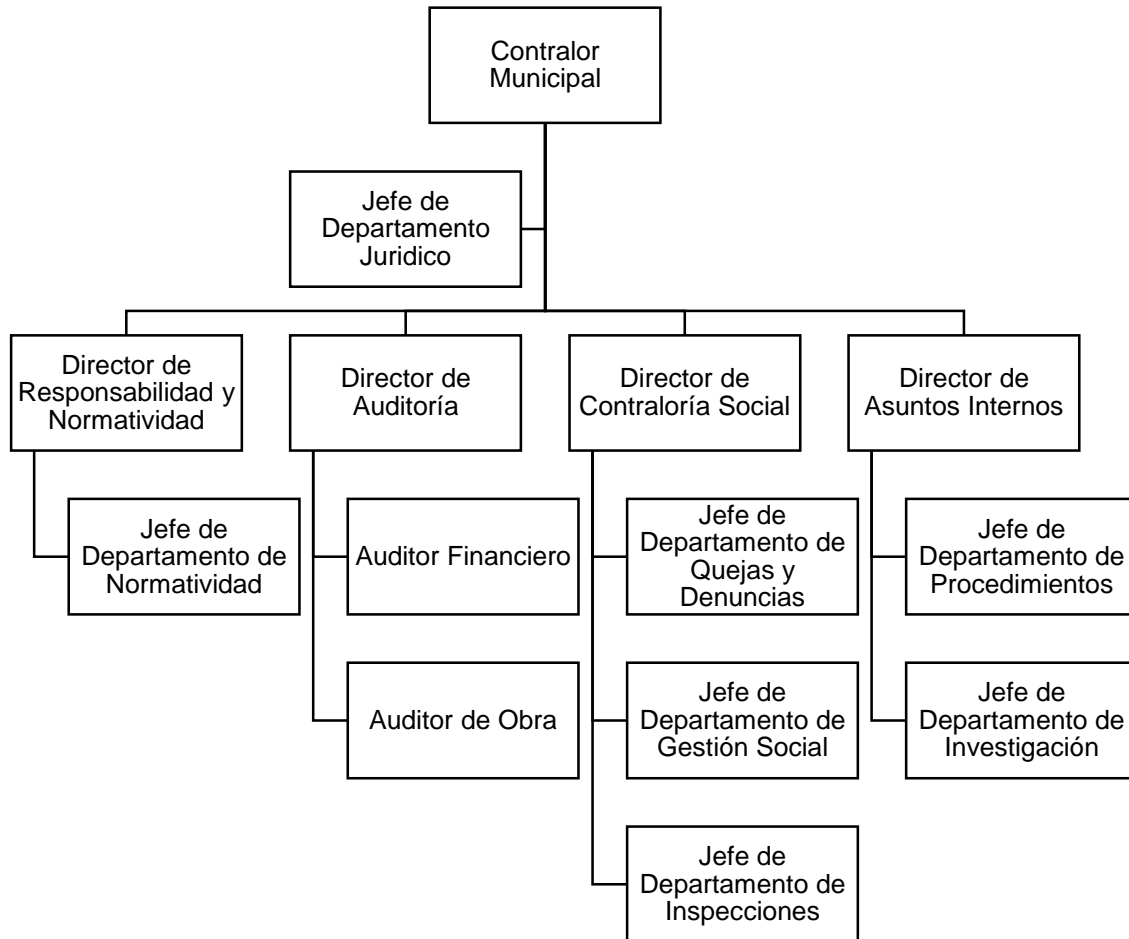 Contralor
Municipal
Jefe de
Departamento
Juridico
Director de
Responsabilidad y
Normatividad
Director de
Auditoría
Director de
Contraloría Social
Director de
Asuntos Internos
Jefe de
Departamento de
Normatividad
Auditor Financiero
Jefe de
Departamento de
Quejas y
Denuncias
Jefe de
Departamento de
Procedimientos
Auditor de Obra
Jefe de
Departamento de
Gestión Social
Jefe de
Departamento de
Investigación
Jefe de
Departamento de
Inspecciones